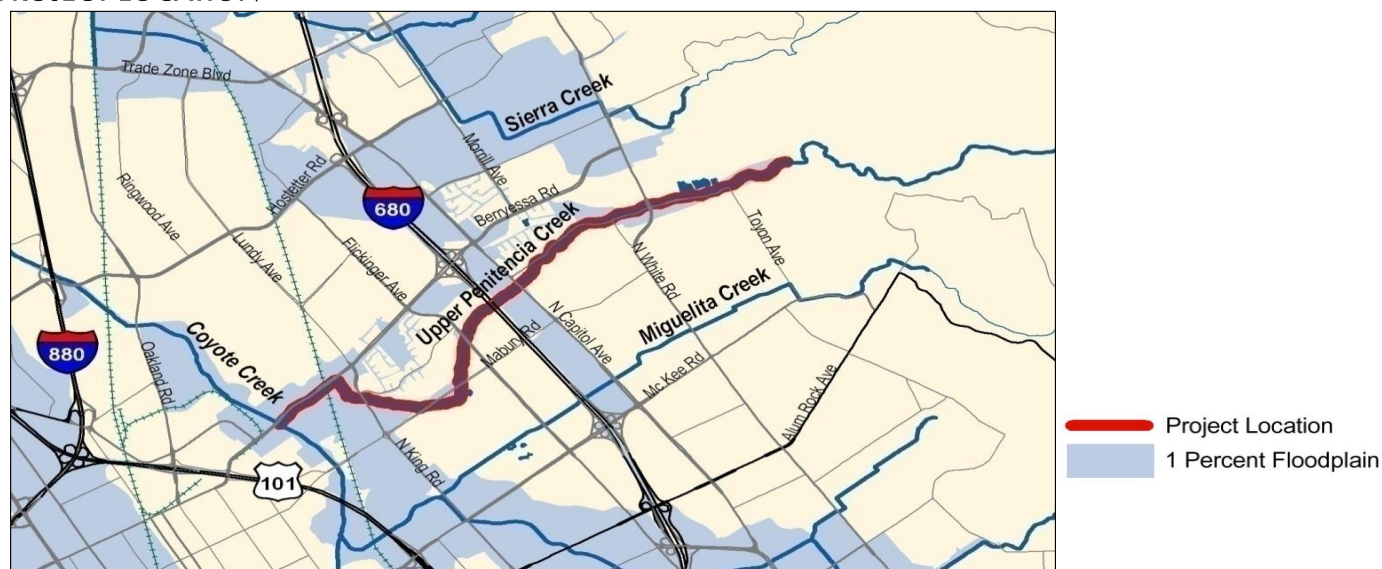 Trade Zone Blvd
Sierra Creek
Ringwood Ave
Hostetter Rd
Morrill Ave
680
Berryessa Rd
Lundy Ave
Flickinger Ave
Upper Penitencia Creek
Toyon Ave
N White Rd
Miguelita Creek
N Capitol Ave
Coyote Creek
Mabury Rd
880
Oakland Rd
Mc Kee Rd
Alum Rock Ave
N King Rd
101
Project Location
1 Percent Floodplain